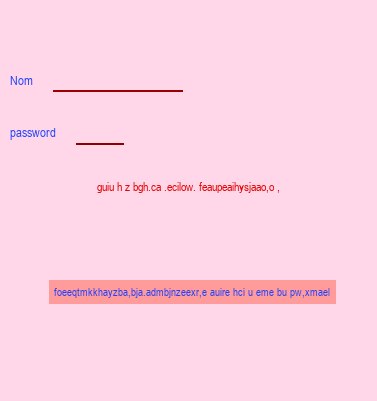 Nom
password
guiu h z bgh.ca .ecilow. feaupeaihysjaao,o ,
foeeqtmkkhayzba,bja.admbjnzeexr,e auire hci u eme bu pw,xmael